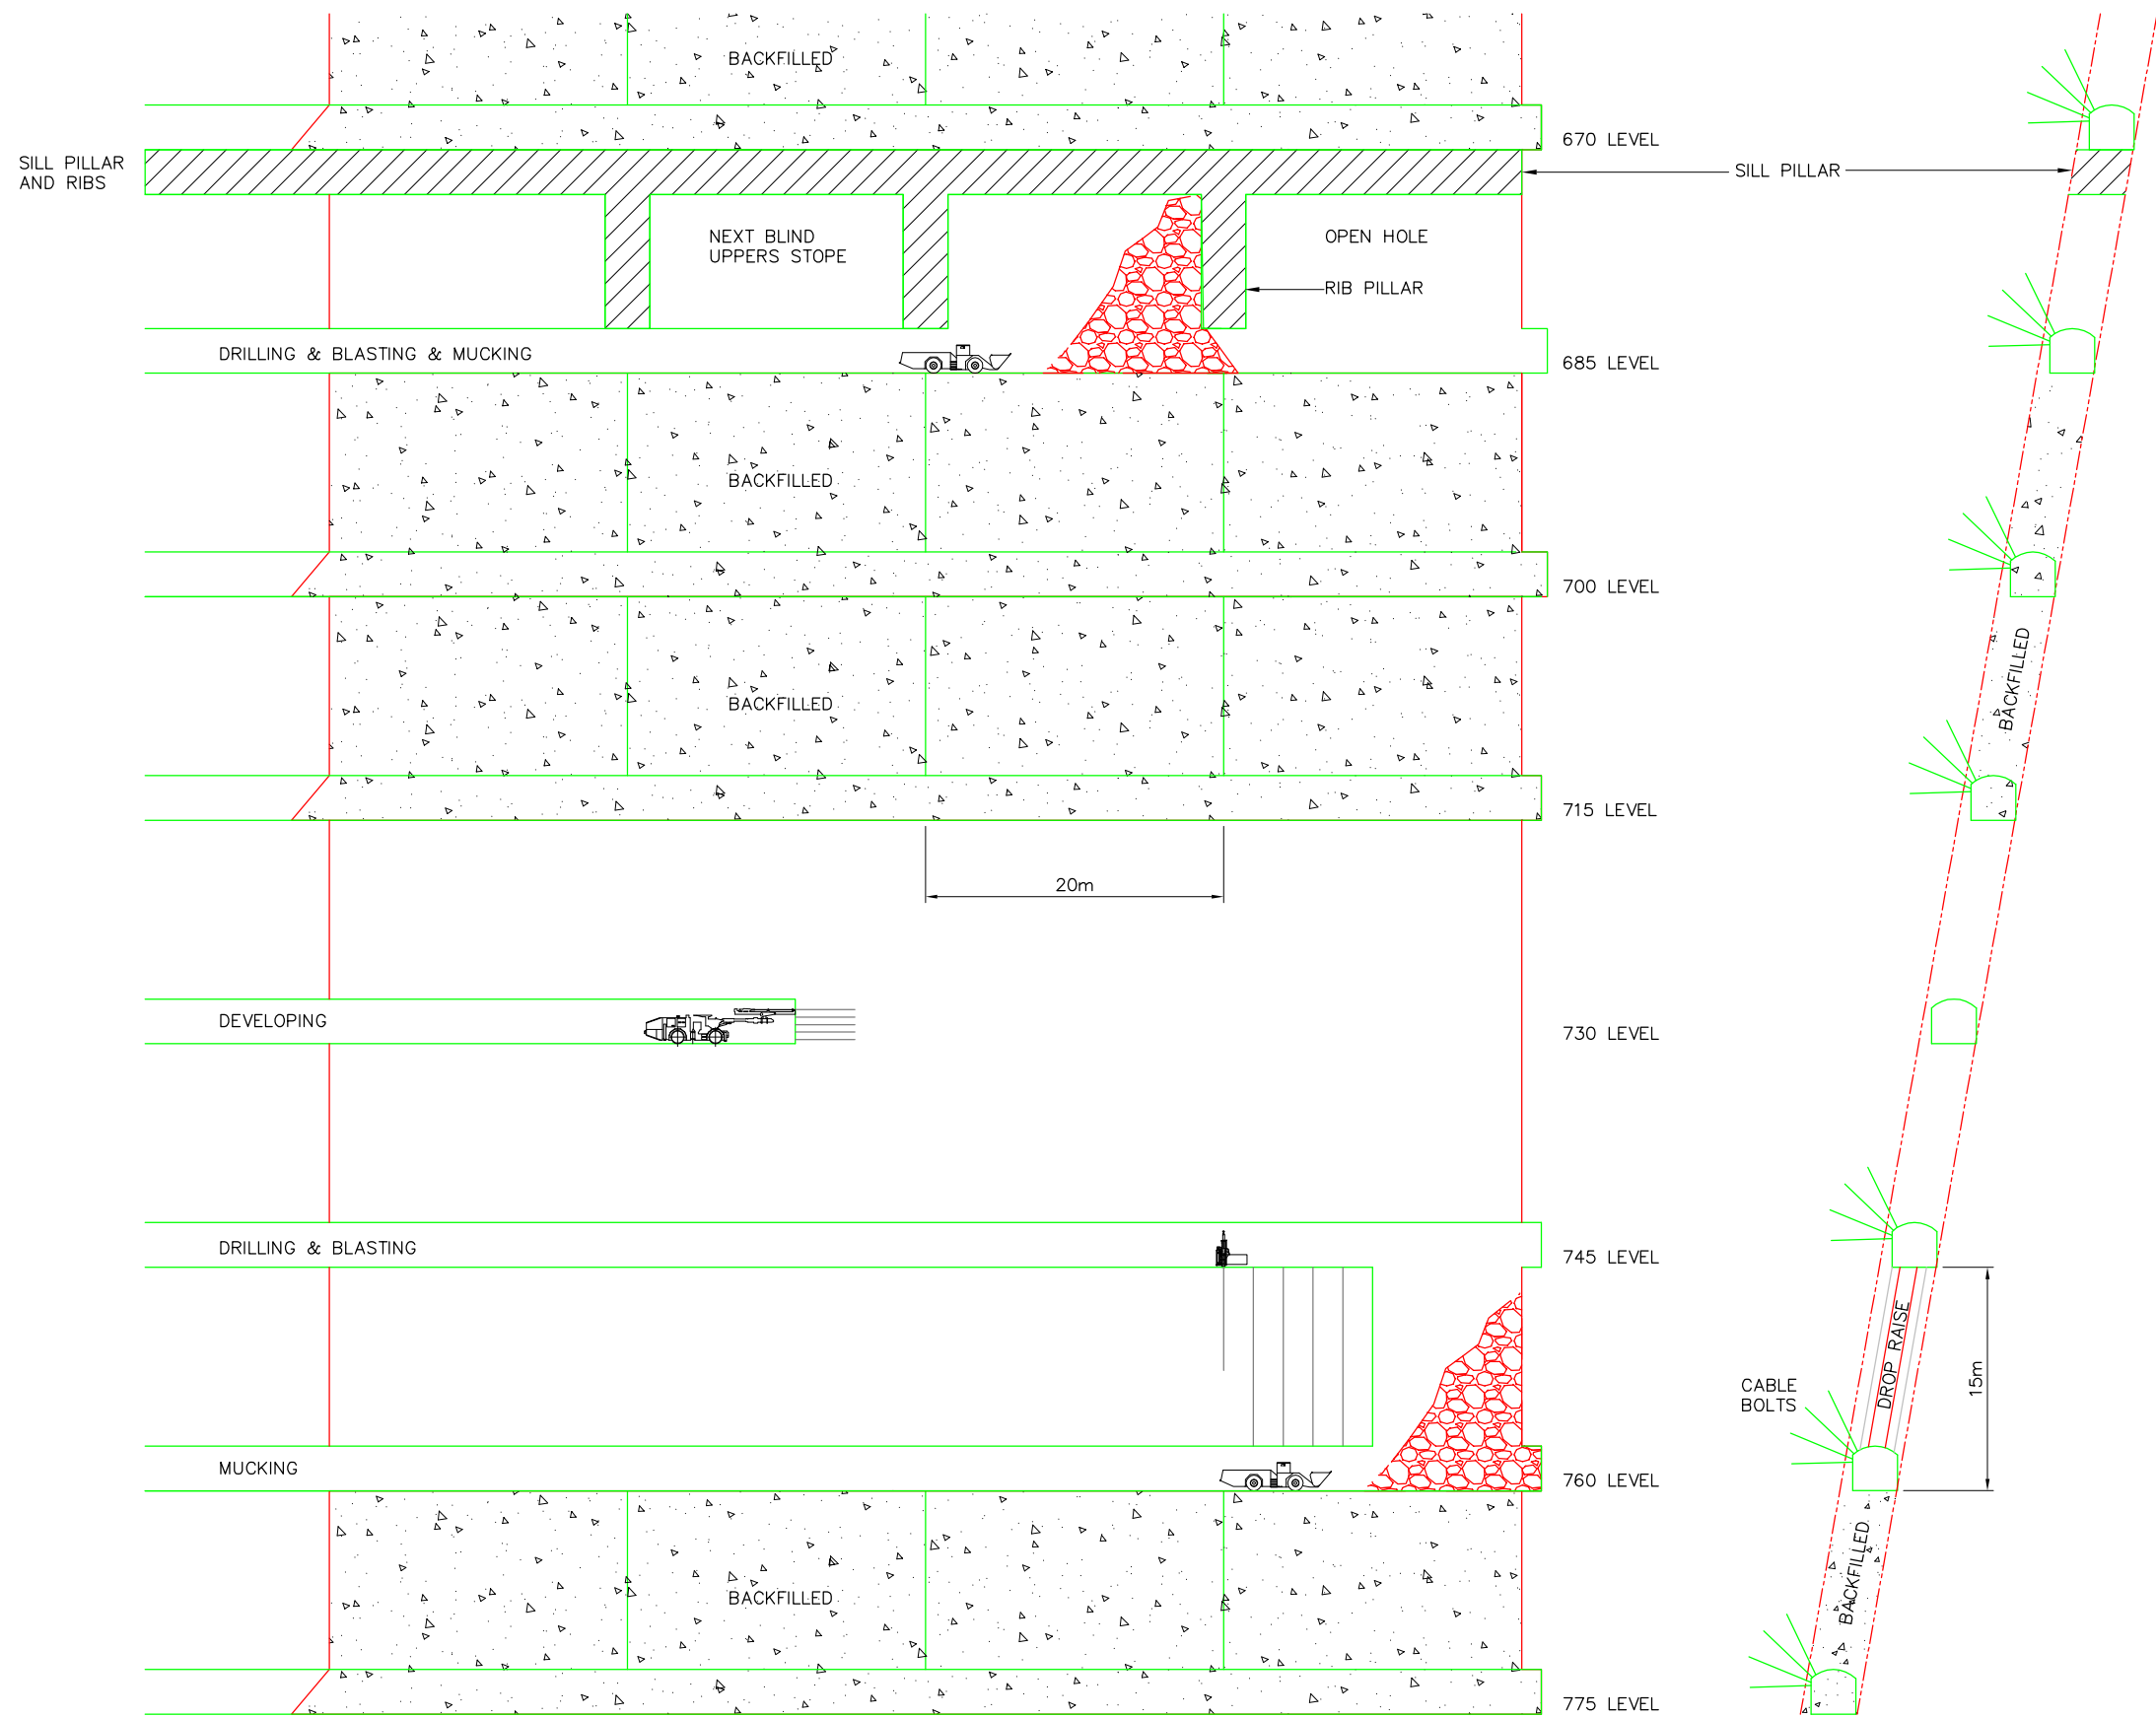 BACKFILLED
670 LEVEL
SILL PILLAR
AND RIBS
SILL PILLAR
NEXT BLIND
UPPERS STOPE
OPEN HOLE
RIB PILLAR
DRILLING & BLASTING & MUCKING
685 LEVEL
BACKFILLED
700 LEVEL
BACKFILLED
BACKFILLED
715 LEVEL
20m
DEVELOPING
730 LEVEL
DRILLING & BLASTING
745 LEVEL
DROP RAISE
15m
CABLE
BOLTS
MUCKING
760 LEVEL
BACKFILLED
BACKFILLED
775 LEVEL